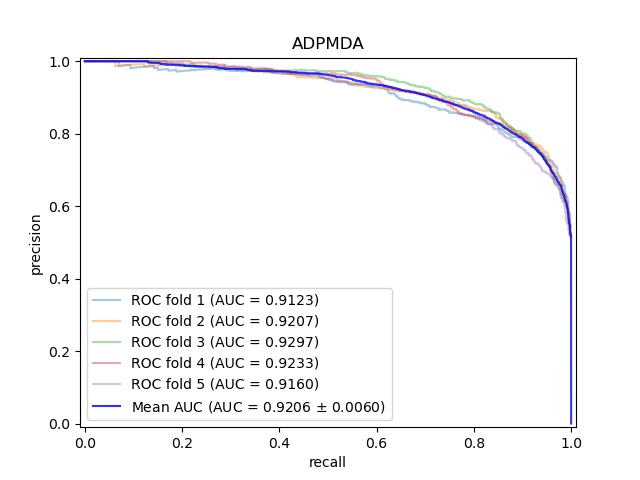 ADPMDA
precision
1.0
0.8
0.6
0.4
0.2
0.0
ROC fold 1 (AUC = 0.9123)
ROC fold 2 (AUC = 0.9207)
ROC fold 3 (AUC = 0.9297)
ROC fold 4 (AUC = 0.9233)
ROC fold 5 (AUC = 0.9160)
Mean AUC (AUC = 0.9206 ± 0.0060)
0.0 0.2 0.4 0.6 0.8 1.0
recall